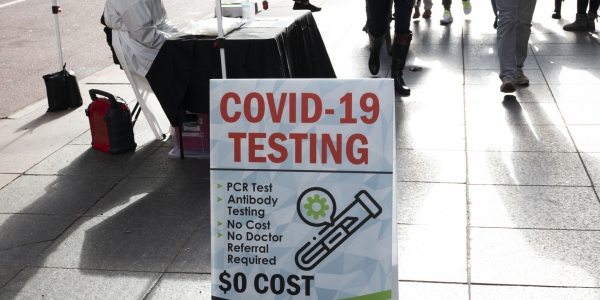 COVID-19
TESTING
PCR Test
Antibody
Testing
No Cost
No Doctor
Referral
Required
$0 COST